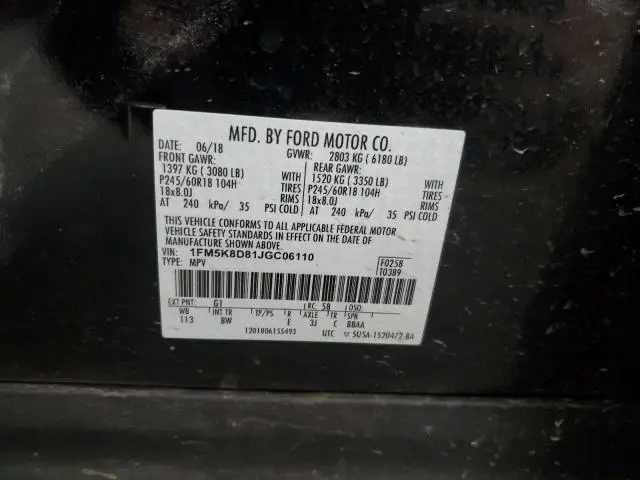 MFD. BY FORD MOTOR CO.
DATE: 06/18 GVWR: 2803 KG ( 6180 LB)
FRONT GAWR: REAR GAWR:
1397 KG ( 3080 LB) WITH 1520 KG ( 3350 LB) WITH
P245/60R18 104H TIRES P245/60R18 104H TIRES
18x8.0J RIMS 18x8.0J RIMS
AT 240 kPa/ 35 PSI COLD AT 240 kPa/ 35 PSI COLD
THIS VEHICLE CONFORMS TO ALL APPLICABLE FEDERAL MOTOR
VEHICLE SAFETY STANDARDS IN EFFECT ON THE DATE OF
MANUFACTURE SHOWN ABOVE.
VIN: 1FM5K8D81JGC06110 F0258
TYPE: MPV T0389
EXT PNT: G1 RC: 58 DSO:
WB INT TR TP/PS R AXLE TR SPR
113 BW E 3J C BBAA
1201806155493 UTC ▽ 5U5A-1520472-BA